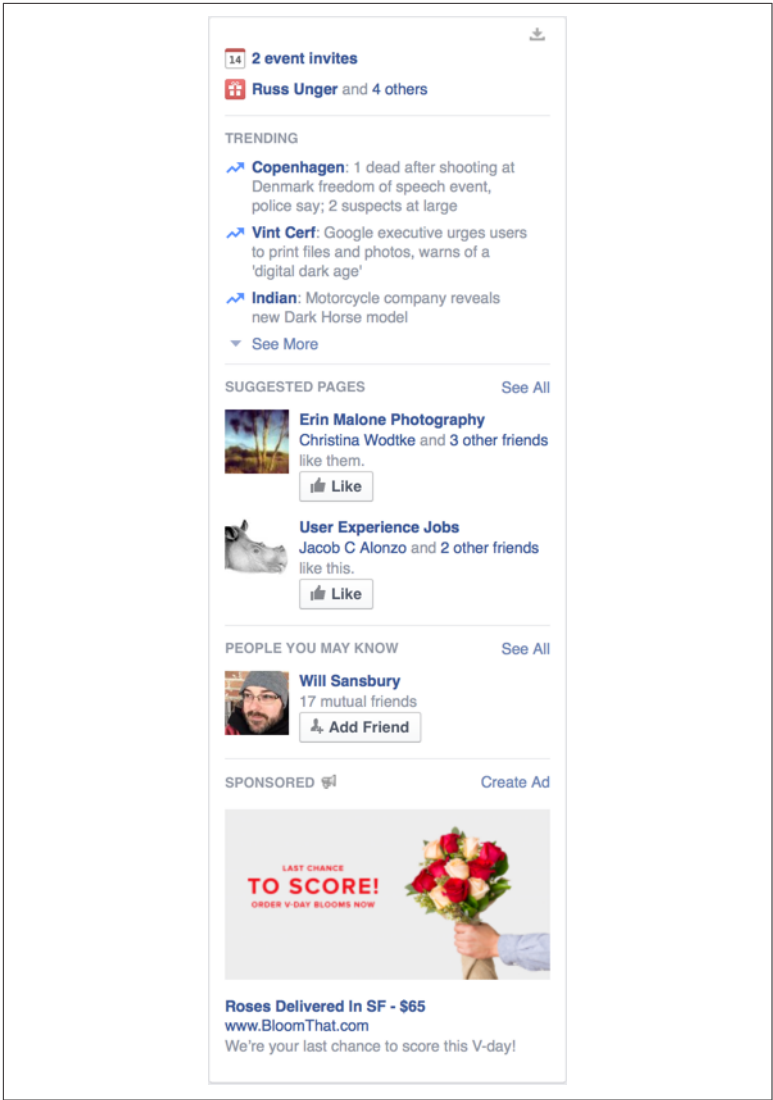 14
2 event invites
Russ Unger and 4 others
TRENDING
Copenhagen: 1 dead after shooting at
Denmark freedom of speech event,
police say; 2 suspects at large
Vint Cerf: Google executive urges users
to print files and photos, warns of a
'digital dark age'
Indian: Motorcycle company reveals
new Dark Horse model
See More
SUGGESTED PAGES See All
Erin Malone Photography
Christina Wodtke and 3 other friends
like them.
Like
User Experience Jobs
Jacob C Alonzo and 2 other friends
like this.
Like
PEOPLE YOU MAY KNOW See All
Will Sansbury
17 mutual friends
Add Friend
SPONSORED Create Ad
LAST CHANCE
TO SCORE!
ORDER V-DAY BLOOMS NOW
Roses Delivered In SF - $65
www.BloomThat.com
We're your last chance to score this V-day!